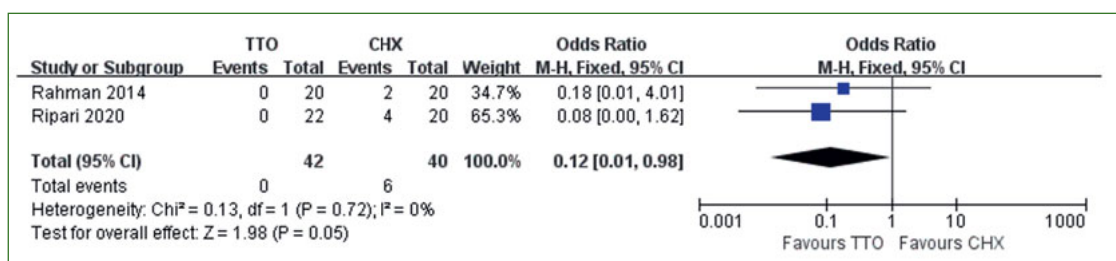 TTO CHX Odds Ratio Odds Ratio
Study or Subgroup Events Total Events Total Weight M-H, Fixed, 95% CI M-H, Fixed, 95% CI
Rahman 2014 0 20 2 20 34.7% 0.18 [0.01, 4.01]
Ripari 2020 0 22 4 20 65.3% 0.08 [0.00, 1.62]
Total (95% CI) 42 40 100.0% 0.12 [0.01, 0.98]
Total events 0 6
Heterogeneity: Chi² = 0.13, df = 1 (P = 0.72); I² = 0%
Test for overall effect: Z = 1.98 (P = 0.05)
0.001 0.1 1 10 1000
Favours TTO Favours CHX